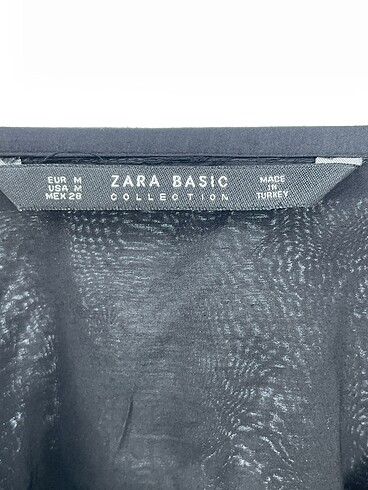 EUR M
USA M
MEX 28
ZARA BASIC
COLLECTION
MADE
IN
TURKEY